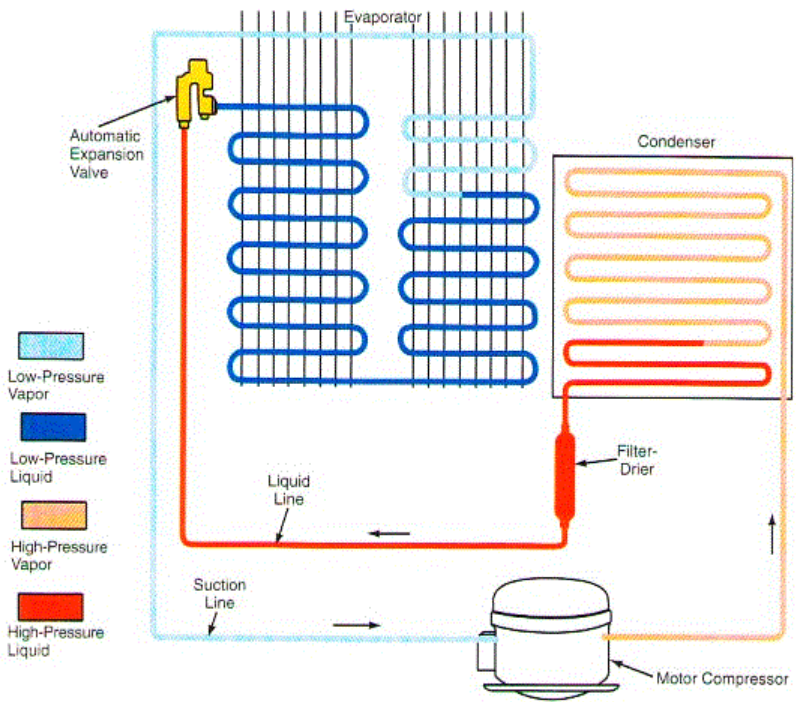 Evaporator
Automatic
Expansion
Valve
Condenser
Low-Pressure
Vapor
Low-Pressure
Liquid
High-Pressure
Vapor
High-Pressure
Liquid
Filter-
Drier
Liquid
Line
Suction
Line
Motor Compressor